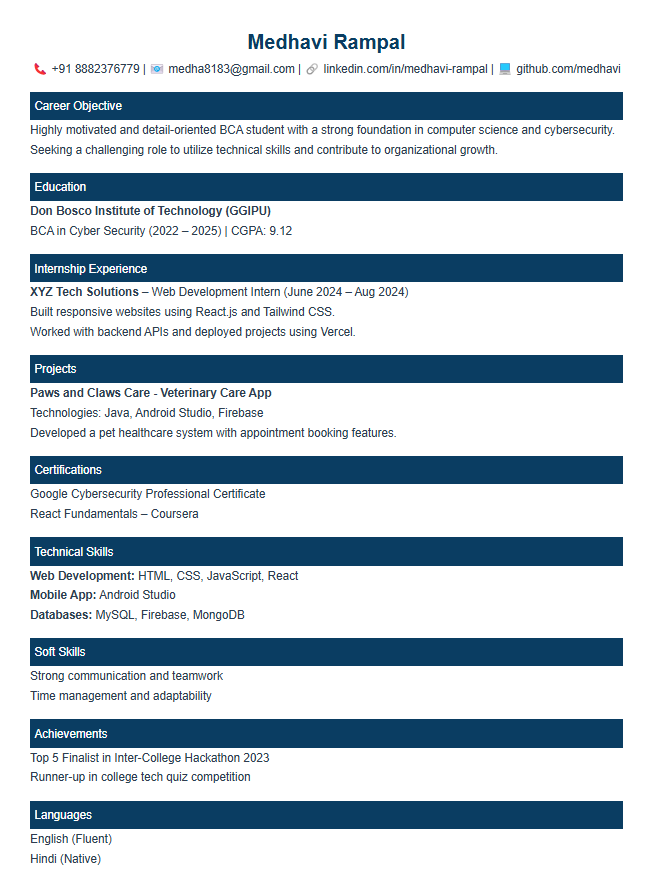 Medhavi Rampal
+91 8882376779 | medha8183@gmail.com | linkedin.com/in/medhavi-rampal | github.com/medhavi
Career Objective
Highly motivated and detail-oriented BCA student with a strong foundation in computer science and cybersecurity.
Seeking a challenging role to utilize technical skills and contribute to organizational growth.
Education
Don Bosco Institute of Technology (GGIPU)
BCA in Cyber Security (2022 – 2025) | CGPA: 9.12
Internship Experience
XYZ Tech Solutions – Web Development Intern (June 2024 – Aug 2024)
Built responsive websites using React.js and Tailwind CSS.
Worked with backend APIs and deployed projects using Vercel.
Projects
Paws and Claws Care - Veterinary Care App
Technologies: Java, Android Studio, Firebase
Developed a pet healthcare system with appointment booking features.
Certifications
Google Cybersecurity Professional Certificate
React Fundamentals – Coursera
Technical Skills
Web Development: HTML, CSS, JavaScript, React
Mobile App: Android Studio
Databases: MySQL, Firebase, MongoDB
Soft Skills
Strong communication and teamwork
Time management and adaptability
Achievements
Top 5 Finalist in Inter-College Hackathon 2023
Runner-up in college tech quiz competition
Languages
English (Fluent)
Hindi (Native)